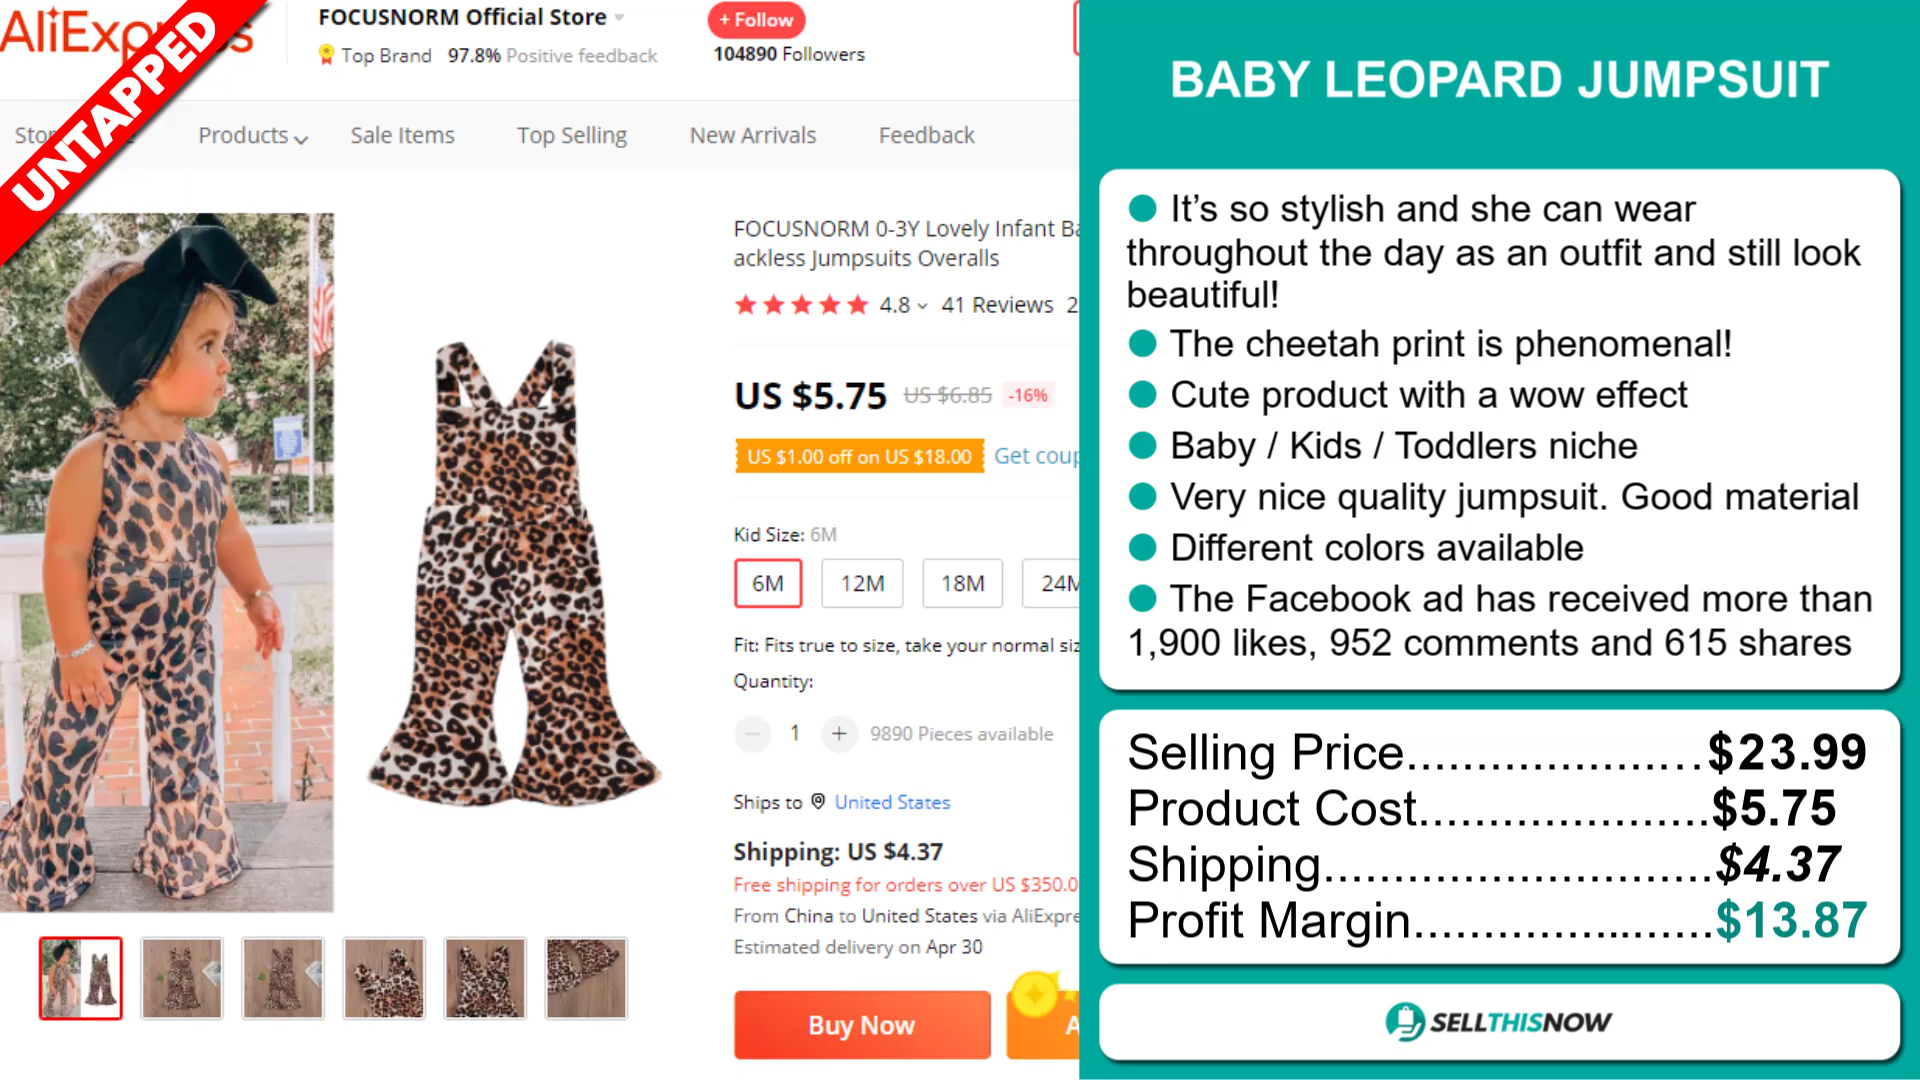 AliExp s
UNTAPPED
FOCUSNORM Official Store
Top Brand 97.8% Positive feedback
+ Follow
104890 Followers
Products
Sale Items
Top Selling
New Arrivals
Feedback
FOCUSNORM 0-3Y Lovely Infant Ba
ackless Jumpsuits Overalls
4.8 41 Reviews 2
US $5.75 US $6.85 -16%
US $1.00 off on US $18.00 Get coup
Kid Size: 6M
6M 12M 18M 24M
Fit: Fits true to size, take your normal siz
Quantity:
− 1 + 9890 Pieces available
Ships to United States
Shipping: US $4.37
Free shipping for orders over US $350.0
From China to United States via AliExpre
Estimated delivery on Apr 30
Buy Now
A
BABY LEOPARD JUMPSUIT
● It’s so stylish and she can wear
throughout the day as an outfit and still look
beautiful!
● The cheetah print is phenomenal!
● Cute product with a wow effect
● Baby / Kids / Toddlers niche
● Very nice quality jumpsuit. Good material
● Different colors available
● The Facebook ad has received more than
1,900 likes, 952 comments and 615 shares
Selling Price......................$23.99
Product Cost.....................$5.75
Shipping............................$4.37
Profit Margin......................$13.87
SELLTHISNOW